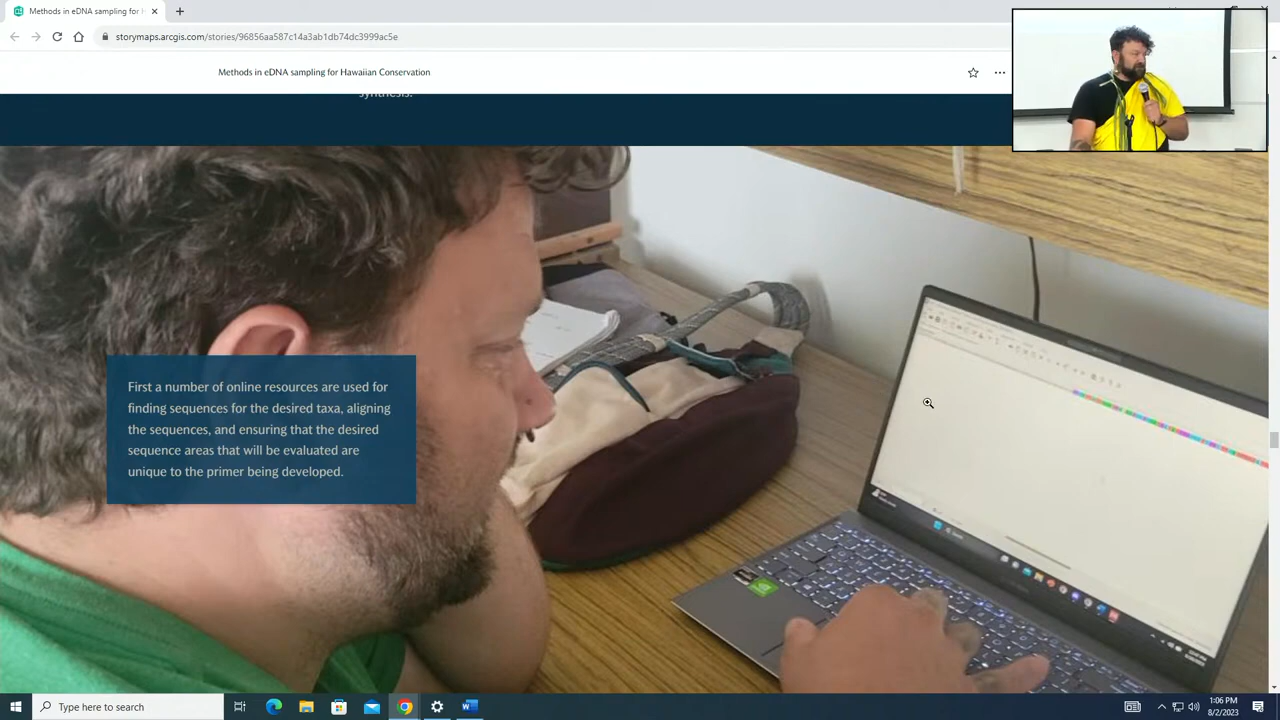 Methods in eDNA sampling for H
storymaps.arcgis.com/stories/96856aa587c14a3ab1db74dc3999ac5e
Methods in eDNA sampling for Hawaiian Conservation
synthesis.
First a number of online resources are used for
finding sequences for the desired taxa, aligning
the sequences, and ensuring that the desired
sequence areas that will be evaluated are
unique to the primer being developed.
Type here to search
1:06 PM
8/2/2023